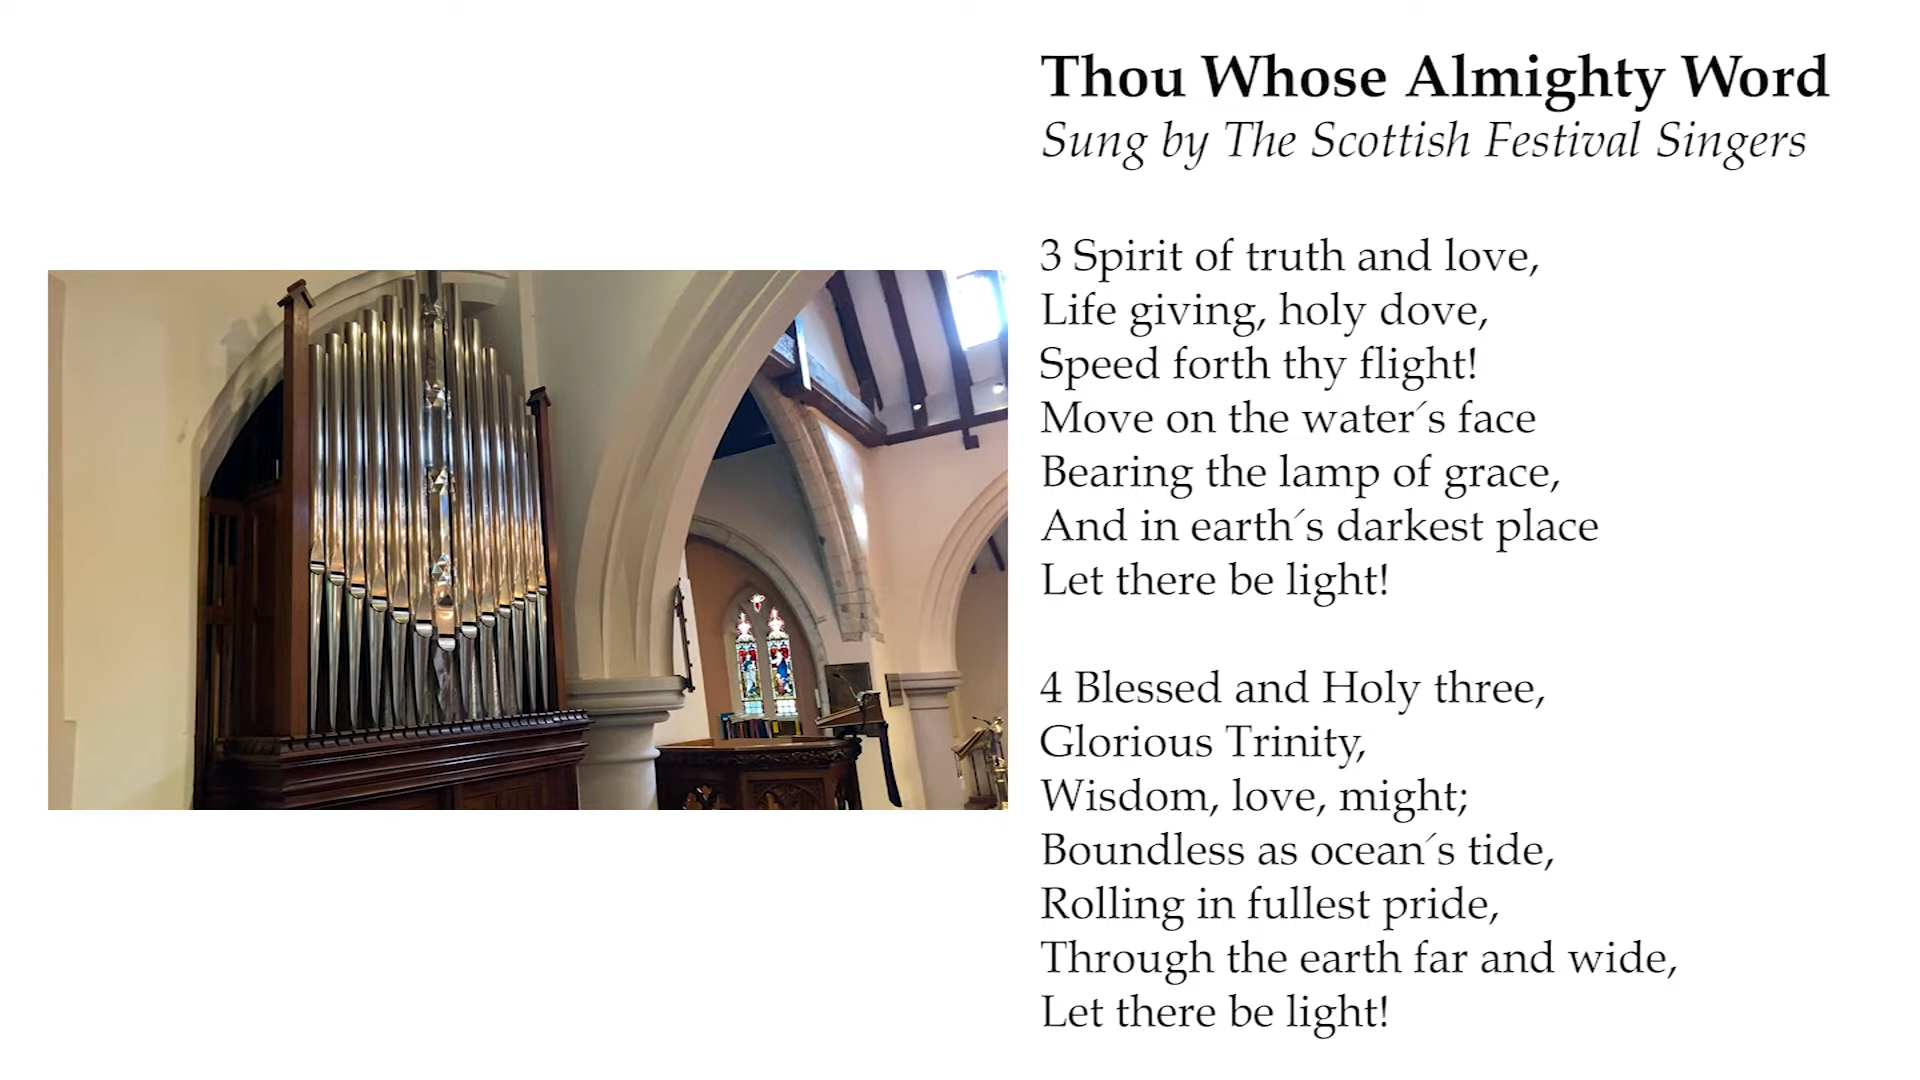 Thou Whose Almighty Word
Sung by The Scottish Festival Singers
3 Spirit of truth and love,
Life giving, holy dove,
Speed forth thy flight!
Move on the water´s face
Bearing the lamp of grace,
And in earth´s darkest place
Let there be light!
4 Blessed and Holy three,
Glorious Trinity,
Wisdom, love, might;
Boundless as ocean´s tide,
Rolling in fullest pride,
Through the earth far and wide,
Let there be light!